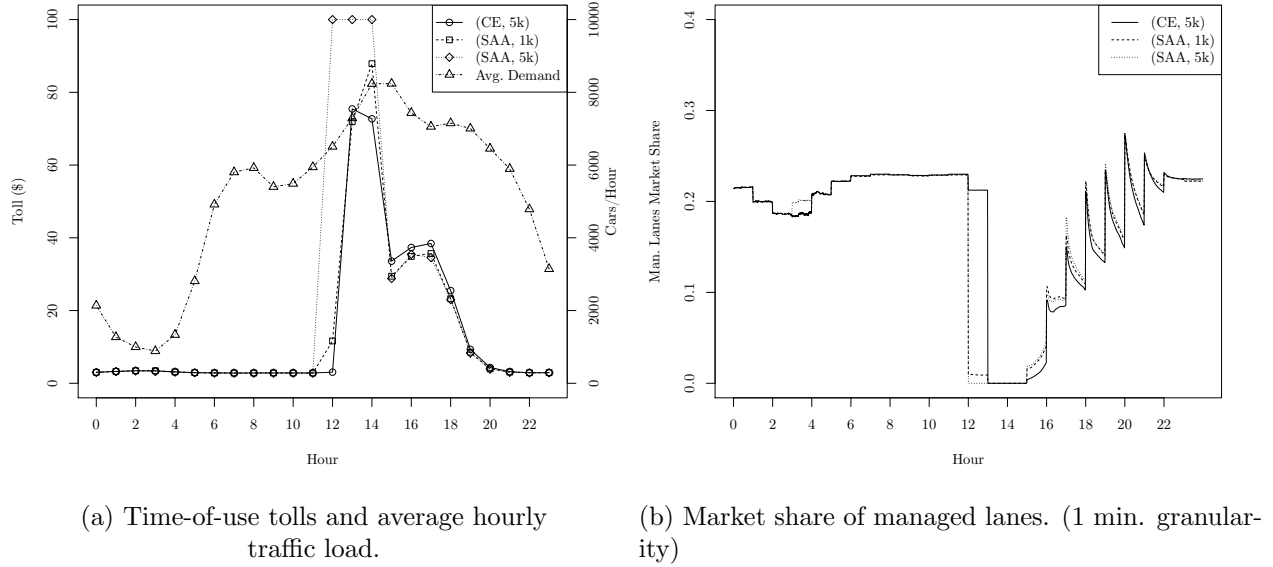 100
80
60
40
20
0
Toll ($)
10000
8000
6000
4000
2000
0
Cars/Hour
(CE, 5k)
(SAA, 1k)
(SAA, 5k)
Avg. Demand
0 2 4 6 8 10 12 14 16 18 20 22
Hour
0.4
0.3
0.2
0.1
0.0
Man. Lanes Market Share
(CE, 5k)
(SAA, 1k)
(SAA, 5k)
0 2 4 6 8 10 12 14 16 18 20 22
Hour
(a) Time-of-use tolls and average hourly
traffic load.
(b) Market share of managed lanes. (1 min. granular-
ity)